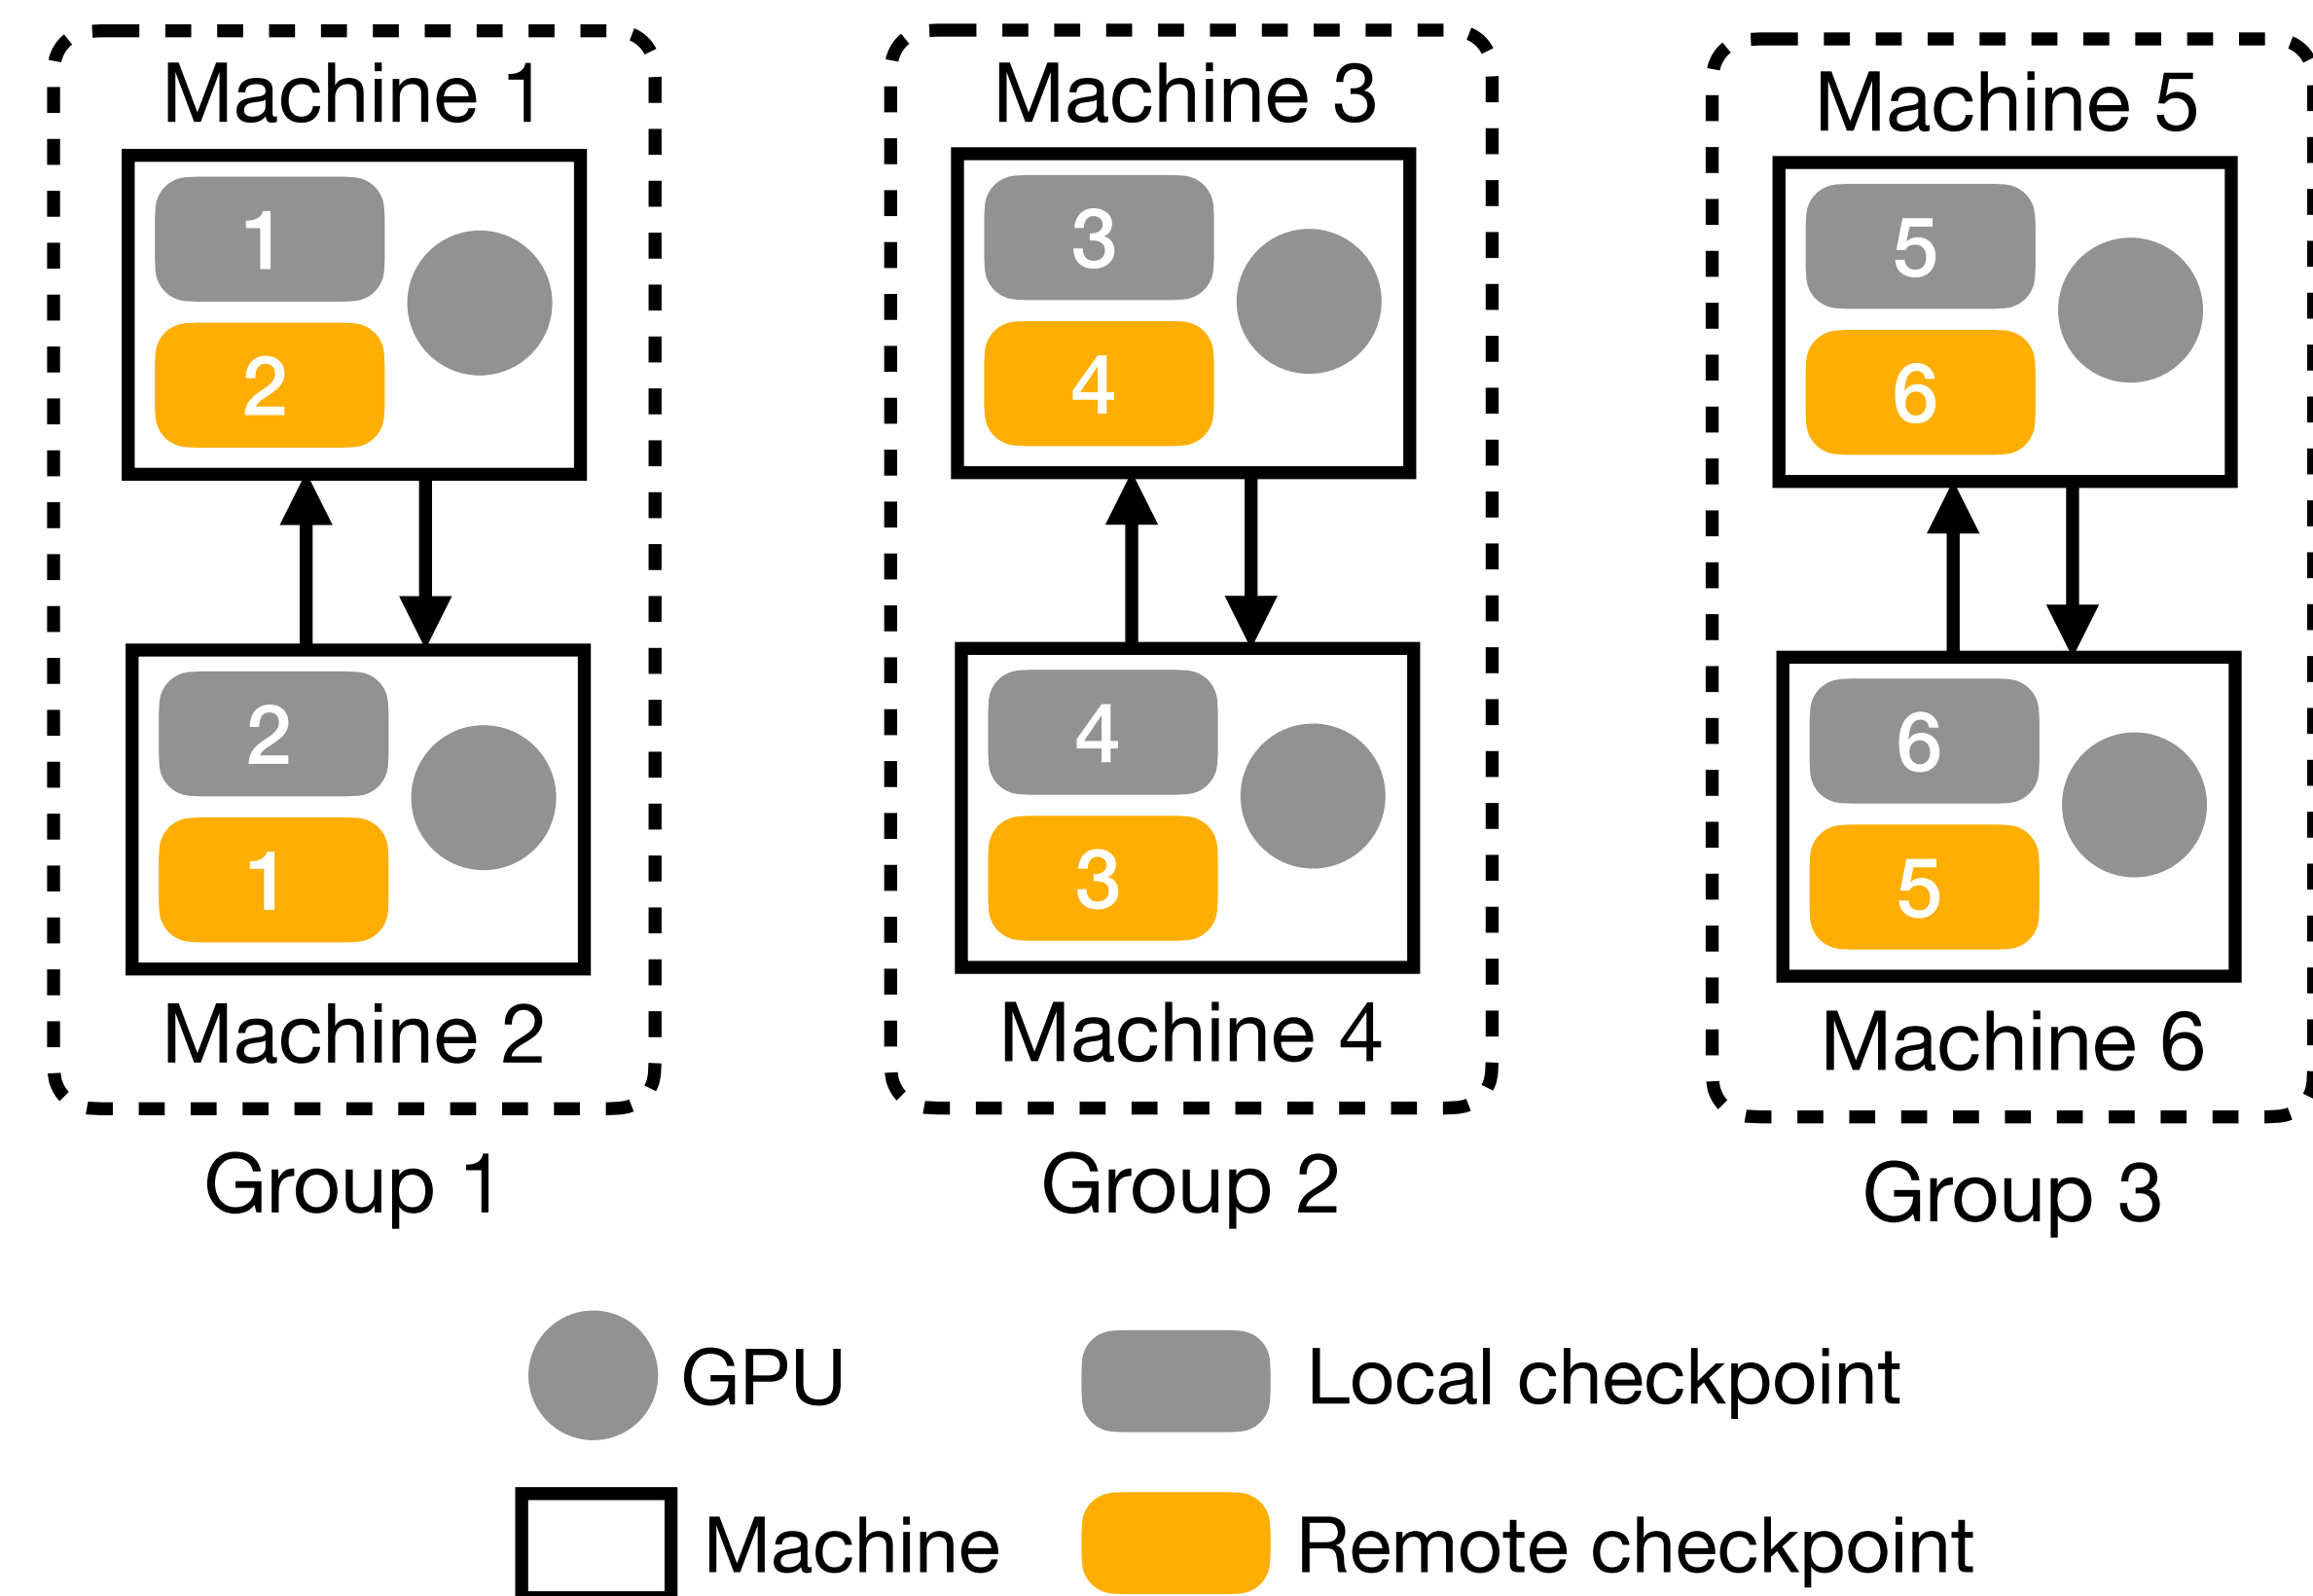 Machine 1
1
2
2
1
Machine 2
Group 1
Machine 3
3
4
4
3
Machine 4
Group 2
Machine 5
5
6
6
5
Machine 6
Group 3
GPU
Local checkpoint
Machine
Remote checkpoint